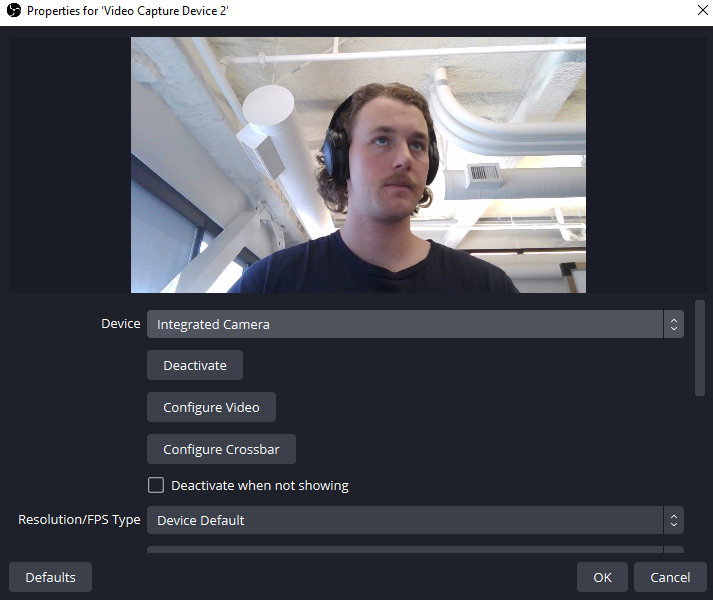 Properties for 'Video Capture Device 2'
Device
Integrated Camera
Deactivate
Configure Video
Configure Crossbar
Deactivate when not showing
Resolution/FPS Type
Device Default
Defaults
OK
Cancel